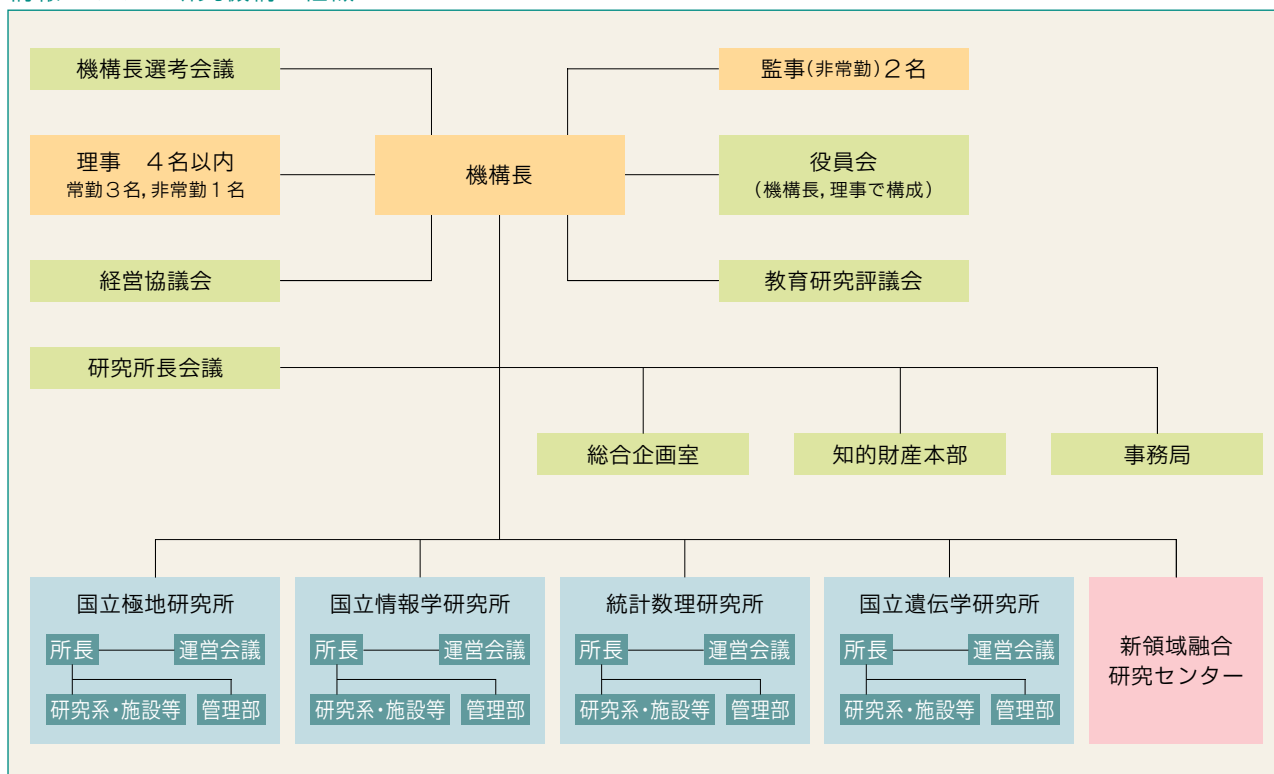 機構長選考会議
監事(非常勤)2名
理事　4名以内
常勤3名,非常勤1名
機構長
役員会
(機構長,理事で構成)
経営協議会
教育研究評議会
研究所長会議
総合企画室
知的財産本部
事務局
国立極地研究所
所長
運営会議
研究系・施設等
管理部
国立情報学研究所
所長
運営会議
研究系・施設等
管理部
統計数理研究所
所長
運営会議
研究系・施設等
管理部
国立遺伝学研究所
所長
運営会議
研究系・施設等
管理部
新領域融合
研究センター